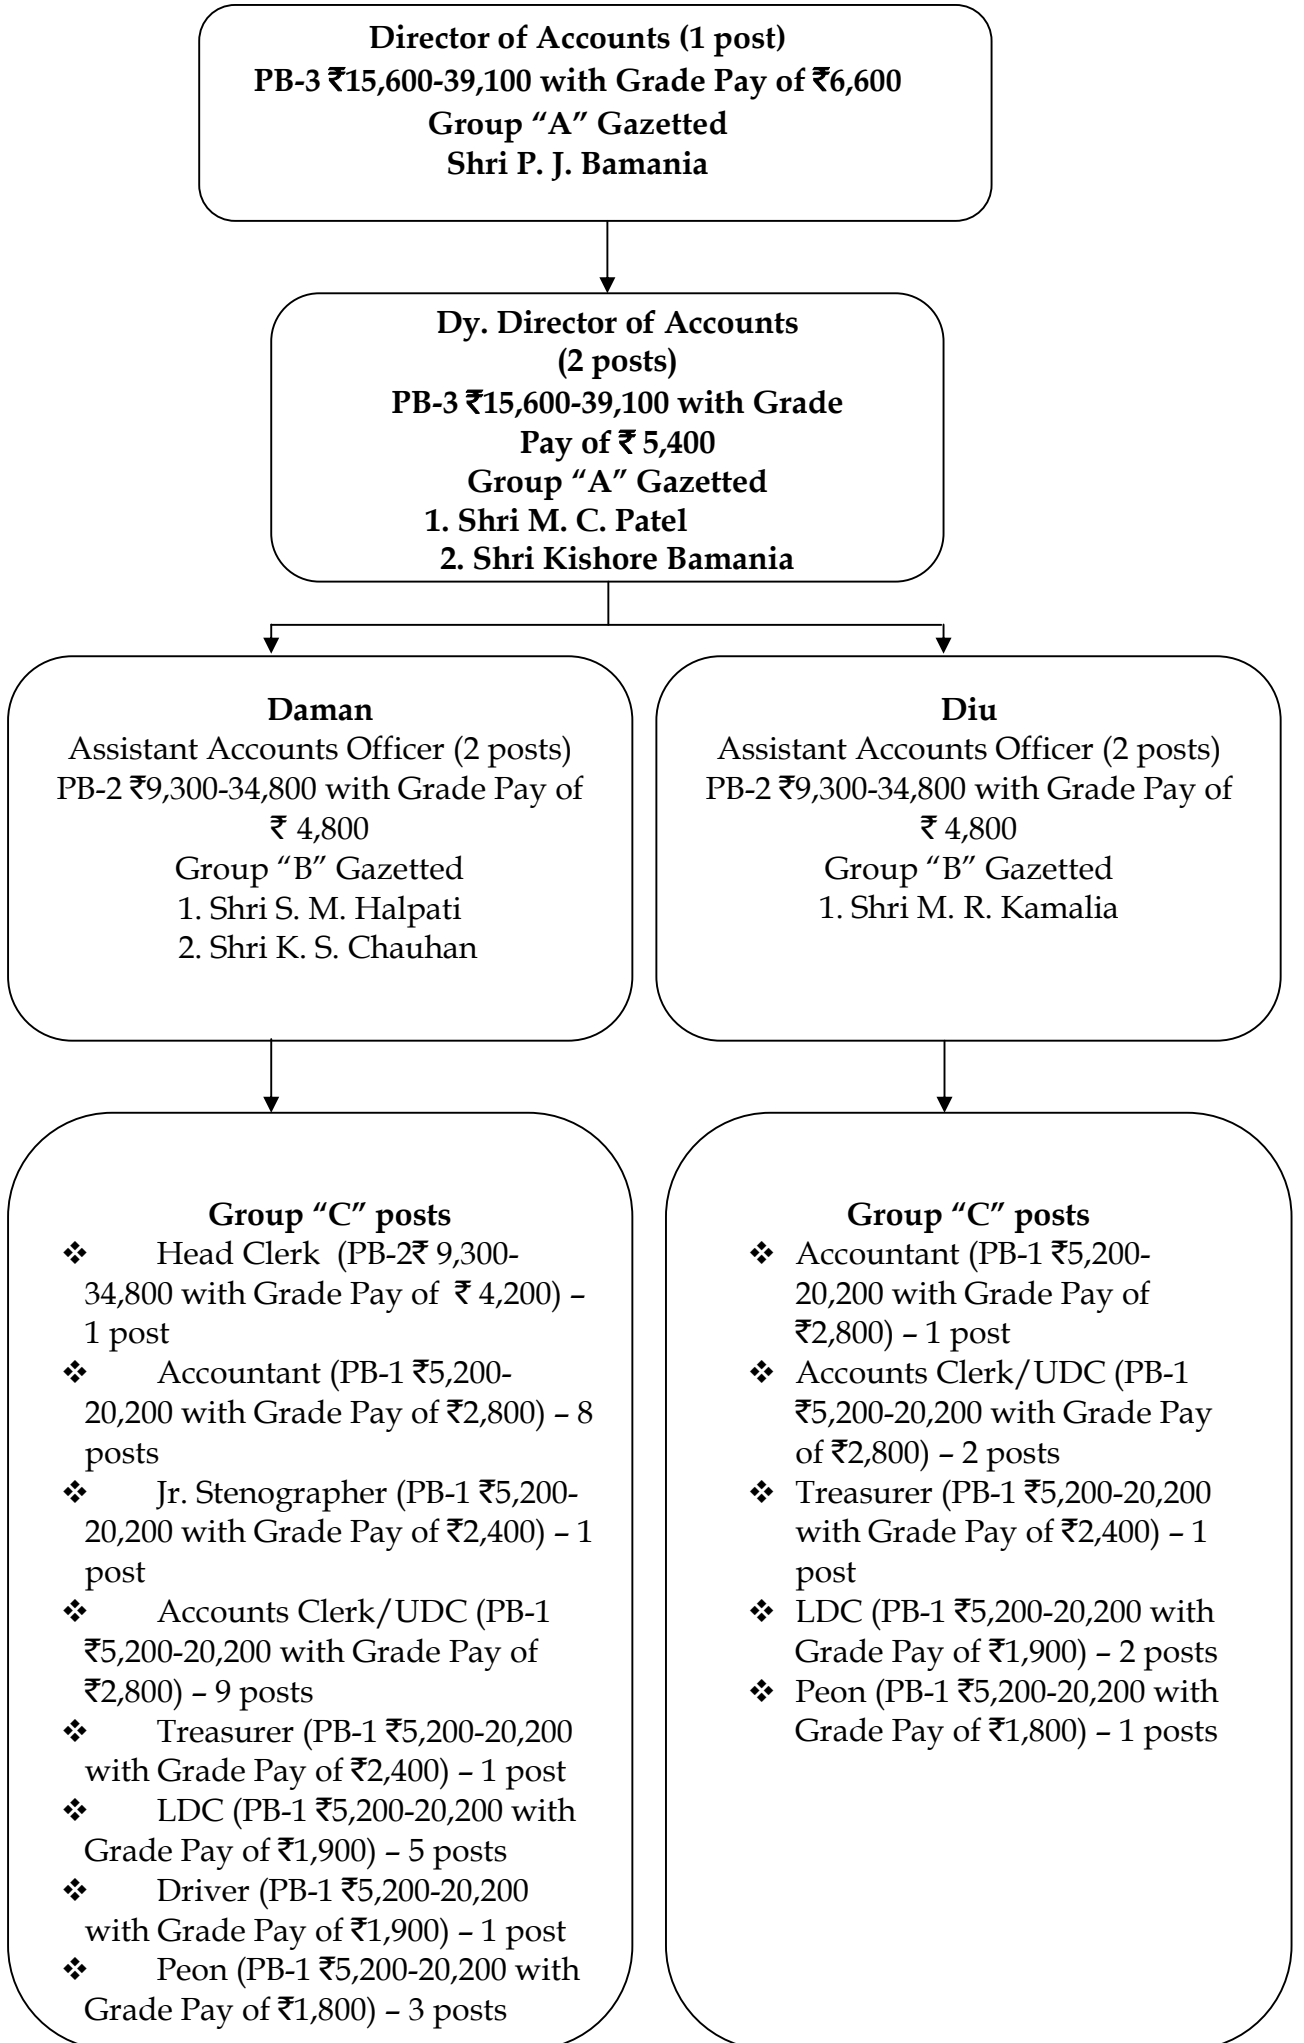 Director of Accounts (1 post)
PB-3 ₹15,600-39,100 with Grade Pay of ₹6,600
Group “A” Gazetted
Shri P. J. Bamania
Dy. Director of Accounts
(2 posts)
PB-3 ₹15,600-39,100 with Grade
Pay of ₹ 5,400
Group “A” Gazetted
1. Shri M. C. Patel
2. Shri Kishore Bamania
Daman
Assistant Accounts Officer (2 posts)
PB-2 ₹9,300-34,800 with Grade Pay of
₹ 4,800
Group “B” Gazetted
1. Shri S. M. Halpati
2. Shri K. S. Chauhan
Diu
Assistant Accounts Officer (2 posts)
PB-2 ₹9,300-34,800 with Grade Pay of
₹ 4,800
Group “B” Gazetted
1. Shri M. R. Kamalia
Group “C” posts
❖ Head Clerk (PB-2₹ 9,300-
34,800 with Grade Pay of ₹ 4,200) –
1 post
❖ Accountant (PB-1 ₹5,200-
20,200 with Grade Pay of ₹2,800) – 8
posts
❖ Jr. Stenographer (PB-1 ₹5,200-
20,200 with Grade Pay of ₹2,400) – 1
post
❖ Accounts Clerk/UDC (PB-1
₹5,200-20,200 with Grade Pay of
₹2,800) – 9 posts
❖ Treasurer (PB-1 ₹5,200-20,200
with Grade Pay of ₹2,400) – 1 post
❖ LDC (PB-1 ₹5,200-20,200 with
Grade Pay of ₹1,900) – 5 posts
❖ Driver (PB-1 ₹5,200-20,200
with Grade Pay of ₹1,900) – 1 post
❖ Peon (PB-1 ₹5,200-20,200 with
Grade Pay of ₹1,800) – 3 posts
Group “C” posts
❖ Accountant (PB-1 ₹5,200-
20,200 with Grade Pay of
₹2,800) – 1 post
❖ Accounts Clerk/UDC (PB-1
₹5,200-20,200 with Grade Pay
of ₹2,800) – 2 posts
❖ Treasurer (PB-1 ₹5,200-20,200
with Grade Pay of ₹2,400) – 1
post
❖ LDC (PB-1 ₹5,200-20,200 with
Grade Pay of ₹1,900) – 2 posts
❖ Peon (PB-1 ₹5,200-20,200 with
Grade Pay of ₹1,800) – 1 posts